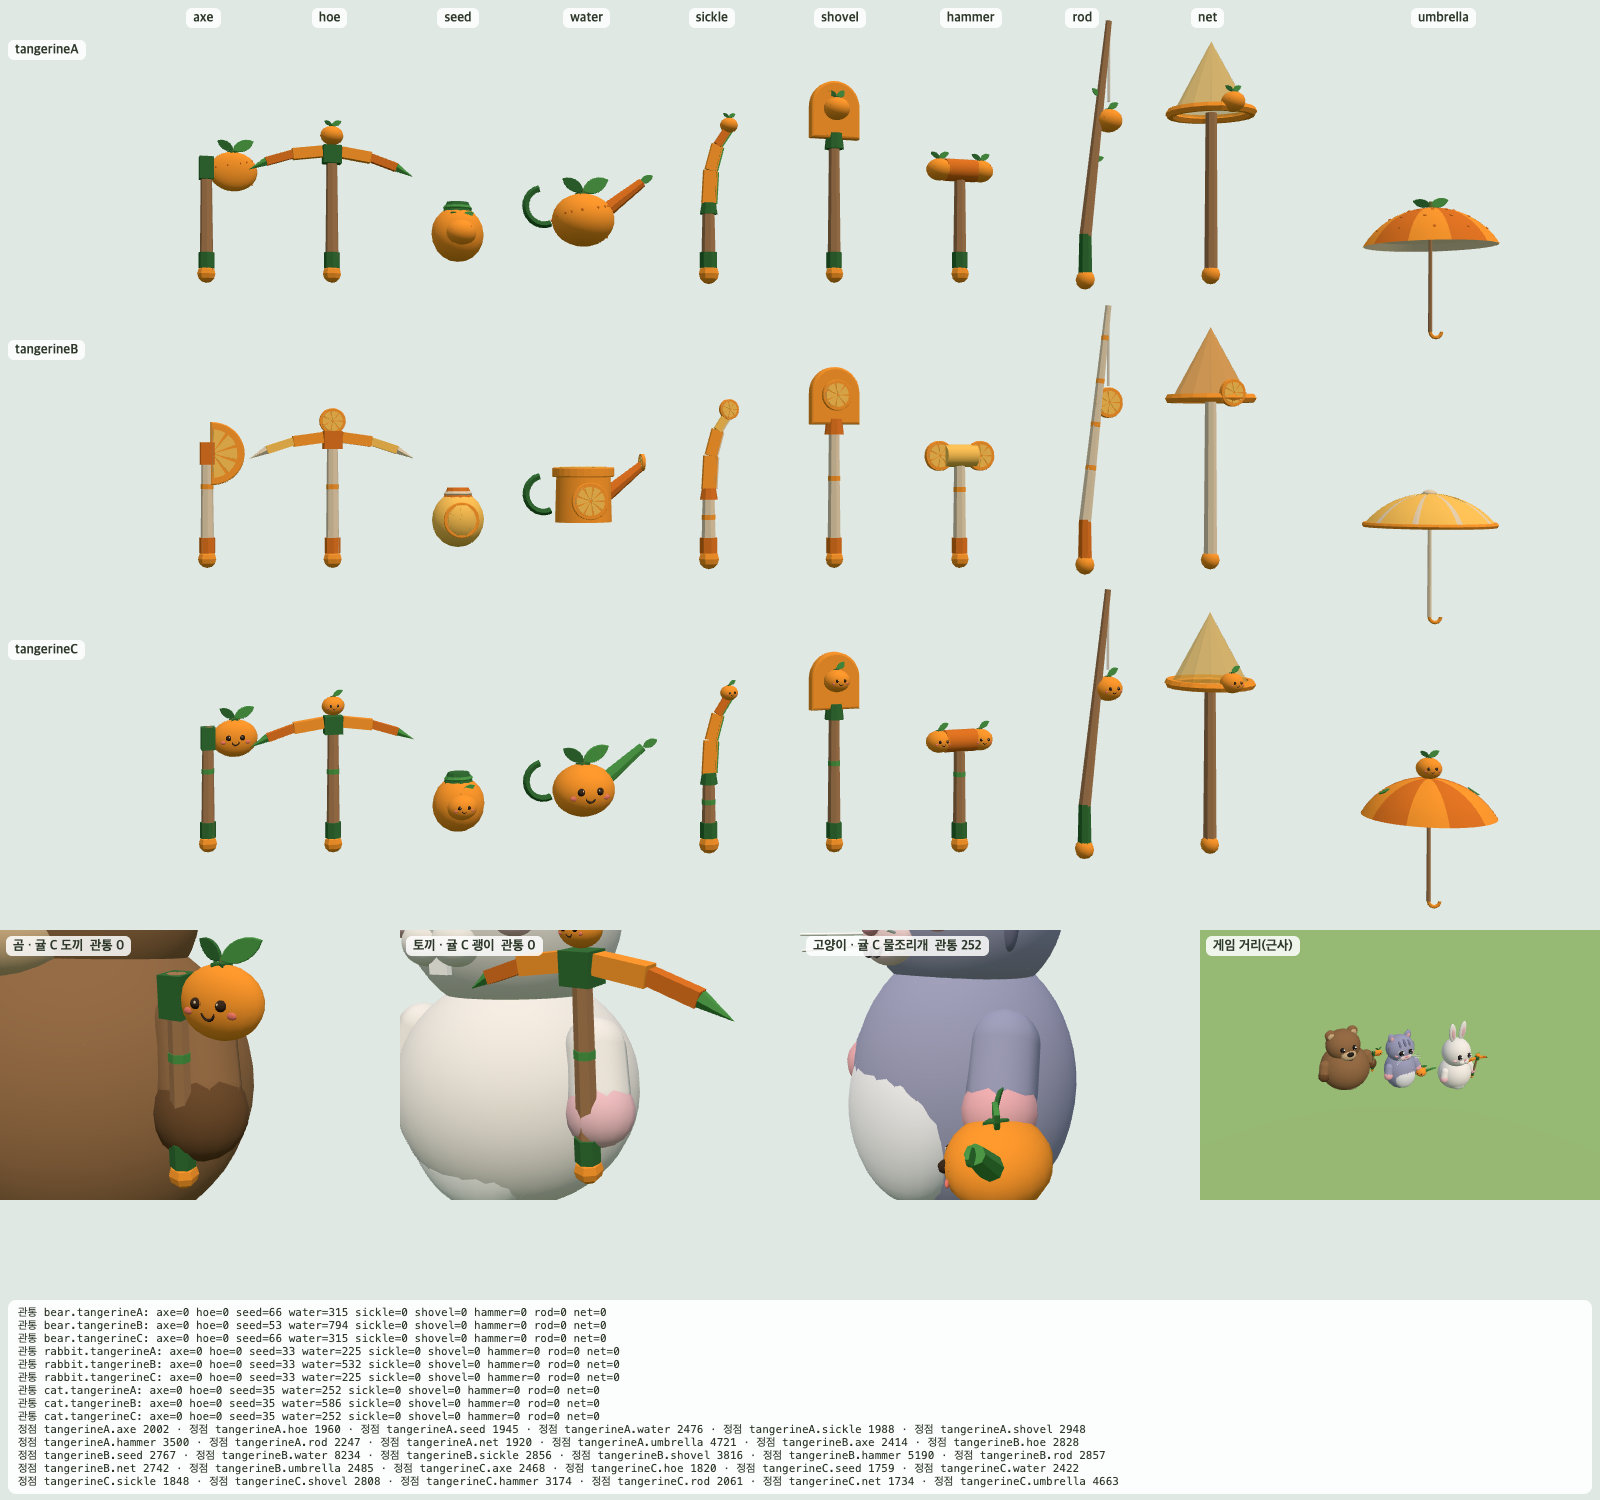 axe hoe seed water sickle shovel hammer rod net umbrella
tangerineA
tangerineB
tangerineC
곰 · 귤 C 도끼 관통 0
토끼 · 귤 C 괭이 관통 0
고양이 · 귤 C 물조리개 관통 252
게임 거리(근사)
관통 bear.tangerineA: axe=0 hoe=0 seed=66 water=315 sickle=0 shovel=0 hammer=0 rod=0 net=0
관통 bear.tangerineB: axe=0 hoe=0 seed=53 water=794 sickle=0 shovel=0 hammer=0 rod=0 net=0
관통 bear.tangerineC: axe=0 hoe=0 seed=66 water=315 sickle=0 shovel=0 hammer=0 rod=0 net=0
관통 rabbit.tangerineA: axe=0 hoe=0 seed=33 water=225 sickle=0 shovel=0 hammer=0 rod=0 net=0
관통 rabbit.tangerineB: axe=0 hoe=0 seed=33 water=532 sickle=0 shovel=0 hammer=0 rod=0 net=0
관통 rabbit.tangerineC: axe=0 hoe=0 seed=33 water=225 sickle=0 shovel=0 hammer=0 rod=0 net=0
관통 cat.tangerineA: axe=0 hoe=0 seed=35 water=252 sickle=0 shovel=0 hammer=0 rod=0 net=0
관통 cat.tangerineB: axe=0 hoe=0 seed=35 water=586 sickle=0 shovel=0 hammer=0 rod=0 net=0
관통 cat.tangerineC: axe=0 hoe=0 seed=35 water=252 sickle=0 shovel=0 hammer=0 rod=0 net=0
정점 tangerineA.axe 2002 · 정점 tangerineA.hoe 1960 · 정점 tangerineA.seed 1945 · 정점 tangerineA.water 2476 · 정점 tangerineA.sickle 1988 · 정점 tangerineA.shovel 2948
정점 tangerineA.hammer 3500 · 정점 tangerineA.rod 2247 · 정점 tangerineA.net 1920 · 정점 tangerineA.umbrella 4721 · 정점 tangerineB.axe 2414 · 정점 tangerineB.hoe 2828
정점 tangerineB.seed 2767 · 정점 tangerineB.water 8234 · 정점 tangerineB.sickle 2856 · 정점 tangerineB.shovel 3816 · 정점 tangerineB.hammer 5190 · 정점 tangerineB.rod 2857
정점 tangerineB.net 2742 · 정점 tangerineB.umbrella 2485 · 정점 tangerineC.axe 2468 · 정점 tangerineC.hoe 1820 · 정점 tangerineC.seed 1759 · 정점 tangerineC.water 2422
정점 tangerineC.sickle 1848 · 정점 tangerineC.shovel 2808 · 정점 tangerineC.hammer 3174 · 정점 tangerineC.rod 2061 · 정점 tangerineC.net 1734 · 정점 tangerineC.umbrella 4663